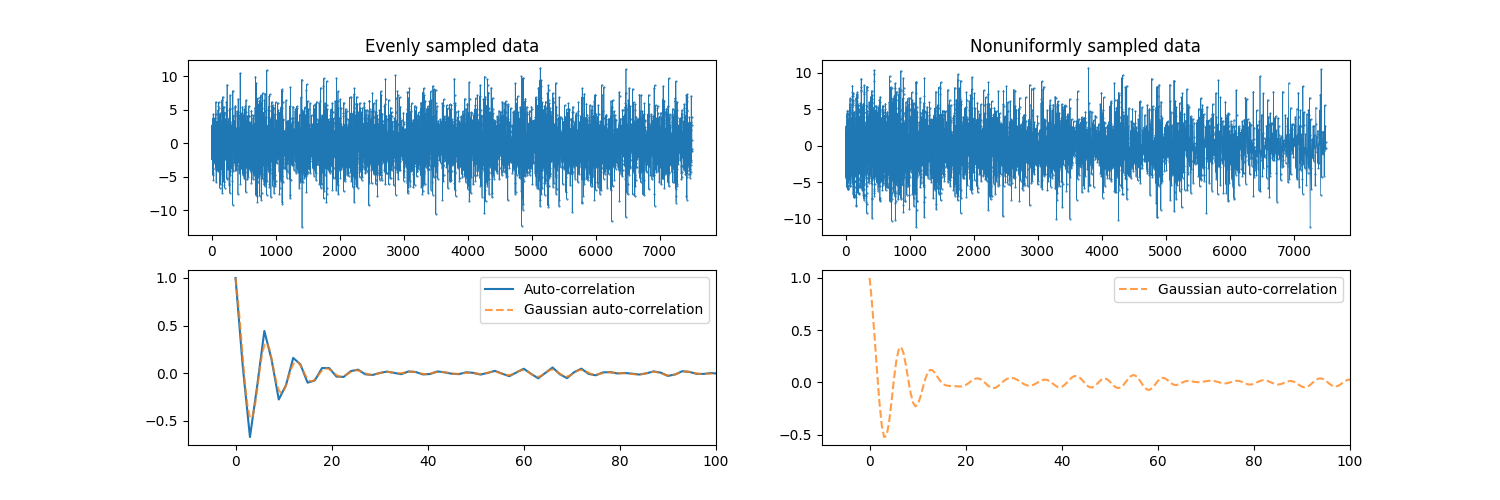 Evenly sampled data
10
5
0
−5
−10
0 1000 2000 3000 4000 5000 6000 7000
Nonuniformly sampled data
10
5
0
−5
−10
0 1000 2000 3000 4000 5000 6000 7000
1.0
0.5
0.0
−0.5
Auto-correlation
Gaussian auto-correlation
0 20 40 60 80 100
1.0
0.5
0.0
−0.5
Gaussian auto-correlation
0 20 40 60 80 100